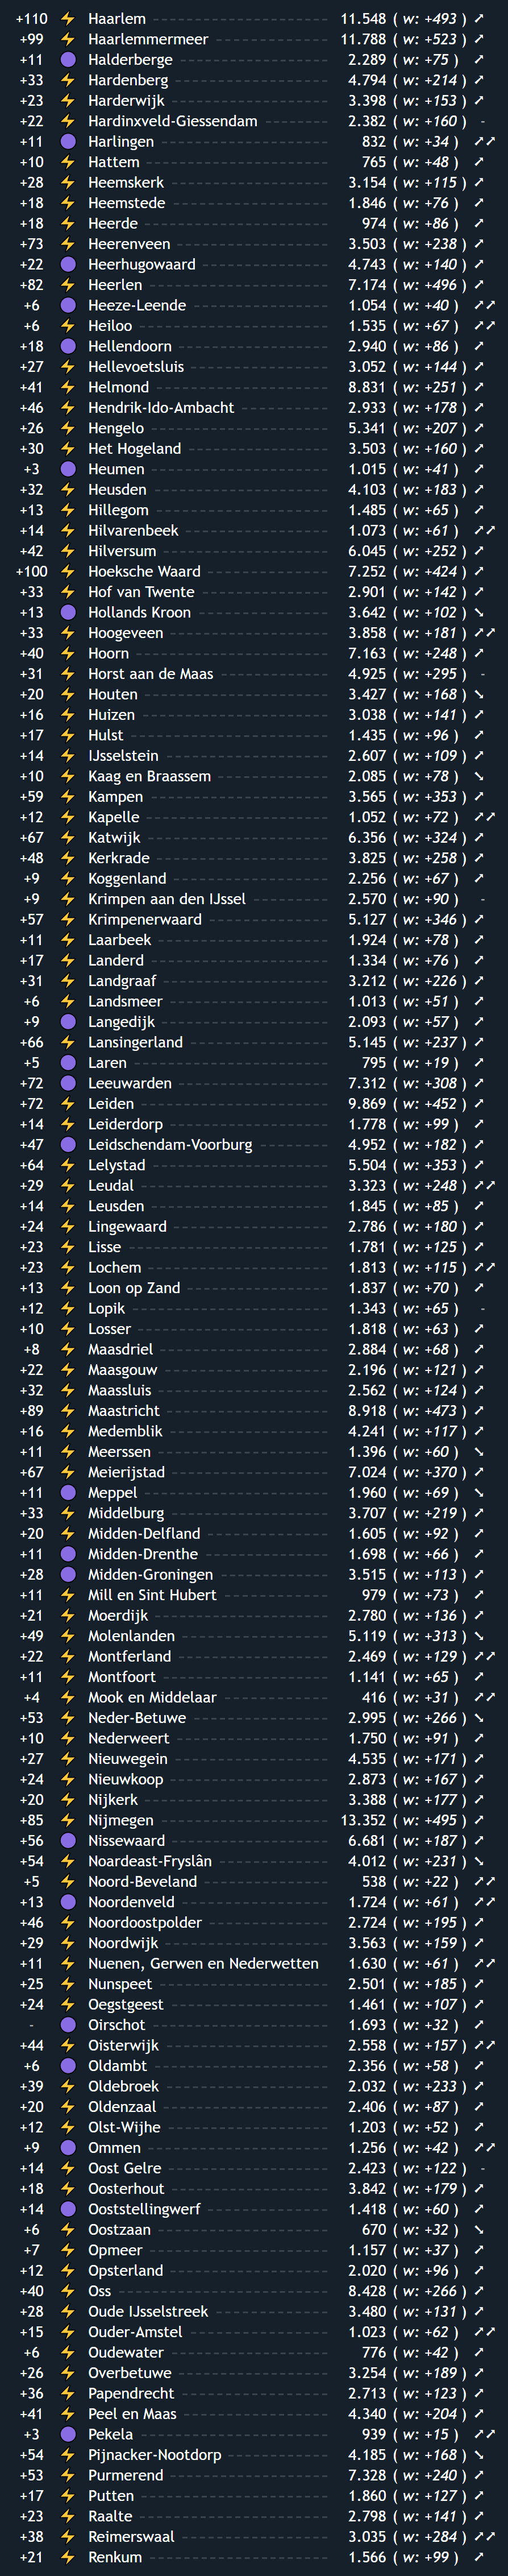 +110 ⚡ Haarlem 11.548 ( w: +493 ) ↗
+99 ⚡ Haarlemmermeer 11.788 ( w: +523 ) ↗
+11 🟣 Halderberge 2.289 ( w: +75 ) ↗
+33 ⚡ Hardenberg 4.794 ( w: +214 ) ↗
+23 ⚡ Harderwijk 3.398 ( w: +153 ) ↗
+22 ⚡ Hardinxveld-Giessendam 2.382 ( w: +160 ) -
+11 🟣 Harlingen 832 ( w: +34 ) ↗↗
+10 ⚡ Hattem 765 ( w: +48 ) ↗
+28 ⚡ Heemskerk 3.154 ( w: +115 ) ↗
+18 ⚡ Heemstede 1.846 ( w: +76 ) ↗
+18 ⚡ Heerde 974 ( w: +86 ) ↗
+73 ⚡ Heerenveen 3.503 ( w: +238 ) ↗
+22 🟣 Heerhugowaard 4.743 ( w: +140 ) ↗
+82 ⚡ Heerlen 7.174 ( w: +496 ) ↗
+6 🟣 Heeze-Leende 1.054 ( w: +40 ) ↗↗
+6 ⚡ Heiloo 1.535 ( w: +67 ) ↗↗
+18 🟣 Hellendoorn 2.940 ( w: +86 ) ↗
+27 ⚡ Hellevoetsluis 3.052 ( w: +144 ) ↗
+41 ⚡ Helmond 8.831 ( w: +251 ) ↗
+46 ⚡ Hendrik-Ido-Ambacht 2.933 ( w: +178 ) ↗
+26 ⚡ Hengelo 5.341 ( w: +207 ) ↗
+30 ⚡ Het Hogeland 3.503 ( w: +160 ) ↗
+3 🟣 Heumen 1.015 ( w: +41 ) ↗
+32 ⚡ Heusden 4.103 ( w: +183 ) ↗
+13 ⚡ Hillegom 1.485 ( w: +65 ) ↗
+14 ⚡ Hilvarenbeek 1.073 ( w: +61 ) ↗↗
+42 ⚡ Hilversum 6.045 ( w: +252 ) ↗
+100 ⚡ Hoeksche Waard 7.252 ( w: +424 ) ↗
+33 ⚡ Hof van Twente 2.901 ( w: +142 ) ↗
+13 🟣 Hollands Kroon 3.642 ( w: +102 ) ↘
+33 ⚡ Hoogeveen 3.858 ( w: +181 ) ↗↗
+40 ⚡ Hoorn 7.163 ( w: +248 ) ↗
+31 ⚡ Horst aan de Maas 4.925 ( w: +295 ) -
+20 ⚡ Houten 3.427 ( w: +168 ) ↘
+16 ⚡ Huizen 3.038 ( w: +141 ) ↗
+17 ⚡ Hulst 1.435 ( w: +96 ) ↗
+14 ⚡ IJsselstein 2.607 ( w: +109 ) ↗
+10 ⚡ Kaag en Braassem 2.085 ( w: +78 ) ↘
+59 ⚡ Kampen 3.565 ( w: +353 ) ↗
+12 ⚡ Kapelle 1.052 ( w: +72 ) ↗↗
+67 ⚡ Katwijk 6.356 ( w: +324 ) ↗
+48 ⚡ Kerkrade 3.825 ( w: +258 ) ↗
+9 ⚡ Koggenland 2.256 ( w: +67 ) ↗
+9 ⚡ Krimpen aan den IJssel 2.570 ( w: +90 ) -
+57 ⚡ Krimpenerwaard 5.127 ( w: +346 ) ↗
+11 ⚡ Laarbeek 1.924 ( w: +78 ) ↗
+17 ⚡ Landerd 1.334 ( w: +76 ) ↗
+31 ⚡ Landgraaf 3.212 ( w: +226 ) ↗
+6 ⚡ Landsmeer 1.013 ( w: +51 ) ↗
+9 🟣 Langedijk 2.093 ( w: +57 ) ↗
+66 ⚡ Lansingerland 5.145 ( w: +237 ) ↗
+5 🟣 Laren 795 ( w: +19 ) ↗
+72 🟣 Leeuwarden 7.312 ( w: +308 ) ↗
+72 ⚡ Leiden 9.869 ( w: +452 ) ↗
+14 ⚡ Leiderdorp 1.778 ( w: +99 ) ↗
+47 🟣 Leidschendam-Voorburg 4.952 ( w: +182 ) ↗
+64 ⚡ Lelystad 5.504 ( w: +353 ) ↗
+29 ⚡ Leudal 3.323 ( w: +248 ) ↗↗
+14 ⚡ Leusden 1.845 ( w: +85 ) ↗
+24 ⚡ Lingewaard 2.786 ( w: +180 ) ↗
+23 ⚡ Lisse 1.781 ( w: +125 ) ↗
+23 ⚡ Lochem 1.813 ( w: +115 ) ↗↗
+13 ⚡ Loon op Zand 1.837 ( w: +70 ) ↗
+12 ⚡ Lopik 1.343 ( w: +65 ) -
+10 ⚡ Losser 1.818 ( w: +63 ) ↗
+8 ⚡ Maasdriel 2.884 ( w: +68 ) ↗
+22 ⚡ Maasgouw 2.196 ( w: +121 ) ↗
+32 ⚡ Maassluis 2.562 ( w: +124 ) ↗
+89 ⚡ Maastricht 8.918 ( w: +473 ) ↗
+16 ⚡ Medemblik 4.241 ( w: +117 ) ↗
+11 ⚡ Meerssen 1.396 ( w: +60 ) ↘
+67 ⚡ Meierijstad 7.024 ( w: +370 ) ↗
+11 🟣 Meppel 1.960 ( w: +69 ) ↘
+33 ⚡ Middelburg 3.707 ( w: +219 ) ↗
+20 ⚡ Midden-Delfland 1.605 ( w: +92 ) ↗
+11 🟣 Midden-Drenthe 1.698 ( w: +66 ) ↗
+28 🟣 Midden-Groningen 3.515 ( w: +113 ) ↗
+11 ⚡ Mill en Sint Hubert 979 ( w: +73 ) ↗
+21 ⚡ Moerdijk 2.780 ( w: +136 ) ↗
+49 ⚡ Molenlanden 5.119 ( w: +313 ) ↘
+22 ⚡ Montferland 2.469 ( w: +129 ) ↗↗
+11 ⚡ Montfoort 1.141 ( w: +65 ) ↗
+4 ⚡ Mook en Middelaar 416 ( w: +31 ) ↗↗
+53 ⚡ Neder-Betuwe 2.995 ( w: +266 ) ↘
+10 ⚡ Nederweert 1.750 ( w: +91 ) ↗
+27 ⚡ Nieuwegein 4.535 ( w: +171 ) ↗
+24 ⚡ Nieuwkoop 2.873 ( w: +167 ) ↗
+20 ⚡ Nijkerk 3.388 ( w: +177 ) ↗
+85 ⚡ Nijmegen 13.352 ( w: +495 ) ↗
+56 🟣 Nissewaard 6.681 ( w: +187 ) ↗
+54 ⚡ Noardeast-Fryslân 4.012 ( w: +231 ) ↘
+5 ⚡ Noord-Beveland 538 ( w: +22 ) ↗↗
+13 🟣 Noordenveld 1.724 ( w: +61 ) ↗↗
+46 ⚡ Noordoostpolder 2.724 ( w: +195 ) ↗
+29 ⚡ Noordwijk 3.563 ( w: +159 ) ↗
+11 ⚡ Nuenen, Gerwen en Nederwetten 1.630 ( w: +61 ) ↗↗
+25 ⚡ Nunspeet 2.501 ( w: +185 ) ↗
+24 ⚡ Oegstgeest 1.461 ( w: +107 ) ↗
- 🟣 Oirschot 1.693 ( w: +32 ) ↗
+44 ⚡ Oisterwijk 2.558 ( w: +157 ) ↗↗
+6 🟣 Oldambt 2.356 ( w: +58 ) ↗
+39 ⚡ Oldebroek 2.032 ( w: +233 ) ↗
+20 ⚡ Oldenzaal 2.406 ( w: +87 ) ↗
+12 ⚡ Olst-Wijhe 1.203 ( w: +52 ) ↗
+9 🟣 Ommen 1.256 ( w: +42 ) ↗↗
+14 ⚡ Oost Gelre 2.423 ( w: +122 ) -
+18 ⚡ Oosterhout 3.842 ( w: +179 ) ↗
+14 🟣 Ooststellingwerf 1.418 ( w: +60 ) ↗
+6 ⚡ Oostzaan 670 ( w: +32 ) ↘
+7 ⚡ Opmeer 1.157 ( w: +37 ) ↗
+12 ⚡ Opsterland 2.020 ( w: +96 ) ↗
+40 ⚡ Oss 8.428 ( w: +266 ) ↗
+28 ⚡ Oude IJsselstreek 3.480 ( w: +131 ) ↗
+15 ⚡ Ouder-Amstel 1.023 ( w: +62 ) ↗↗
+6 ⚡ Oudewater 776 ( w: +42 ) ↗
+26 ⚡ Overbetuwe 3.254 ( w: +189 ) ↗
+36 ⚡ Papendrecht 2.713 ( w: +123 ) ↗
+41 ⚡ Peel en Maas 4.340 ( w: +204 ) ↗
+3 🟣 Pekela 939 ( w: +15 ) ↗↗
+54 ⚡ Pijnacker-Nootdorp 4.185 ( w: +168 ) ↘
+53 ⚡ Purmerend 7.328 ( w: +240 ) ↗
+17 ⚡ Putten 1.860 ( w: +127 ) ↗
+23 ⚡ Raalte 2.798 ( w: +141 ) ↗
+38 ⚡ Reimerswaal 3.035 ( w: +284 ) ↗↗
+21 ⚡ Renkum 1.566 ( w: +99 ) ↗